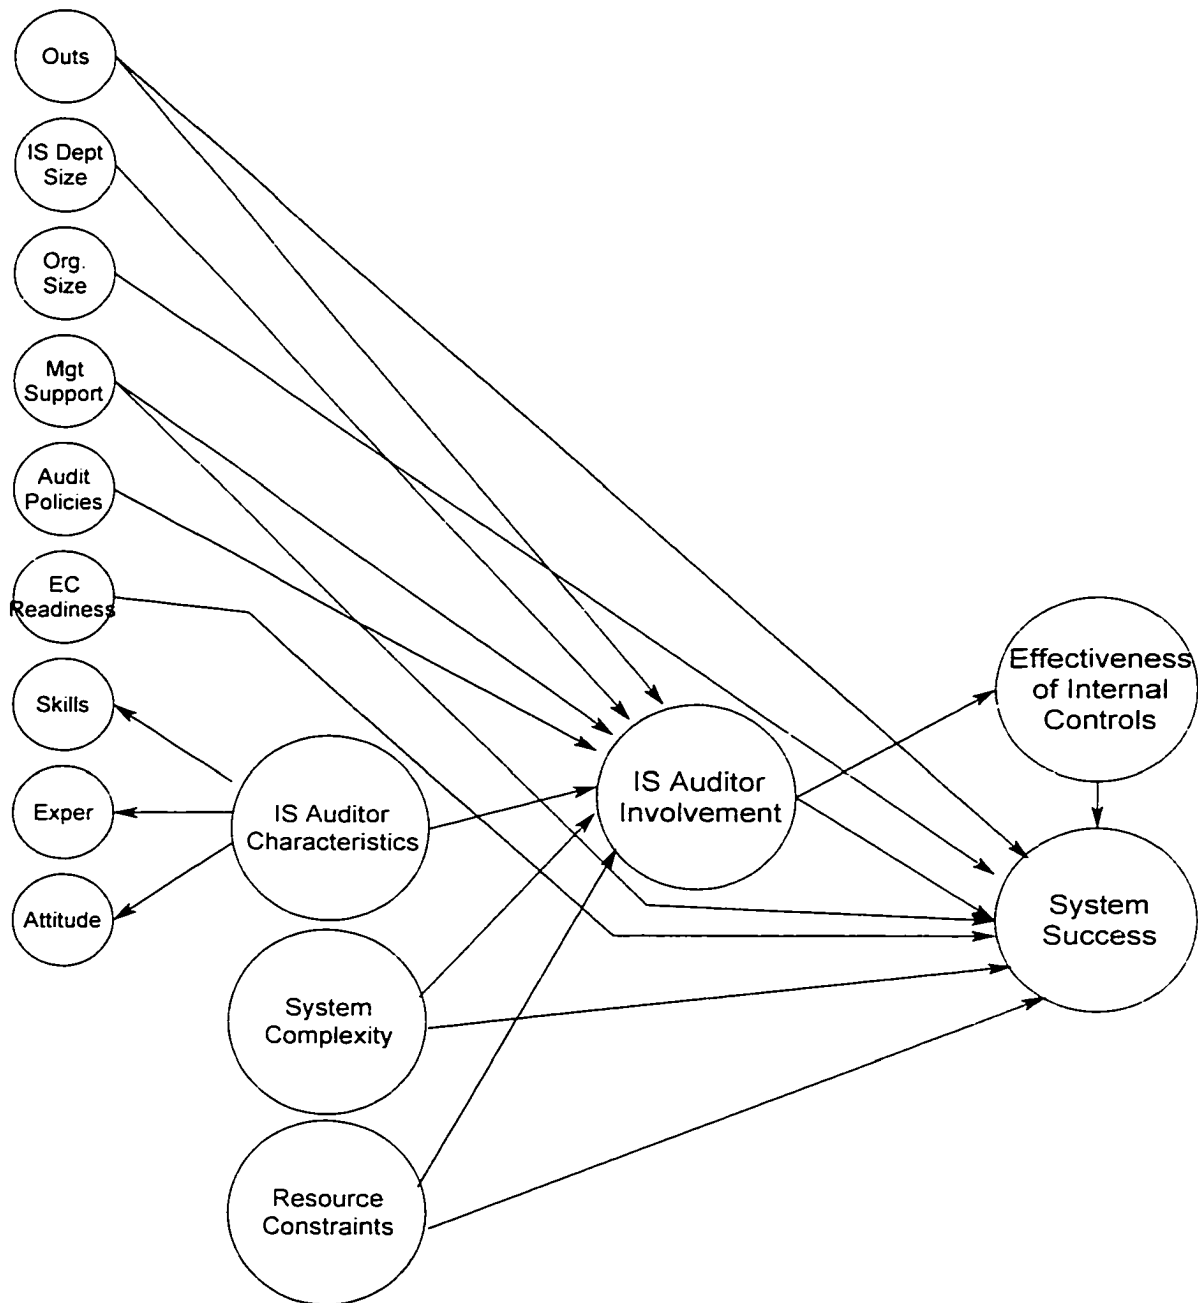 Outs
IS Dept
Size
Org.
Size
Mgt
Support
Audit
Policies
EC
Readiness
Skills
Exper
Attitude
IS Auditor
Characteristics
System
Complexity
Resource
Constraints
IS Auditor
Involvement
Effectiveness
of Internal
Controls
System
Success